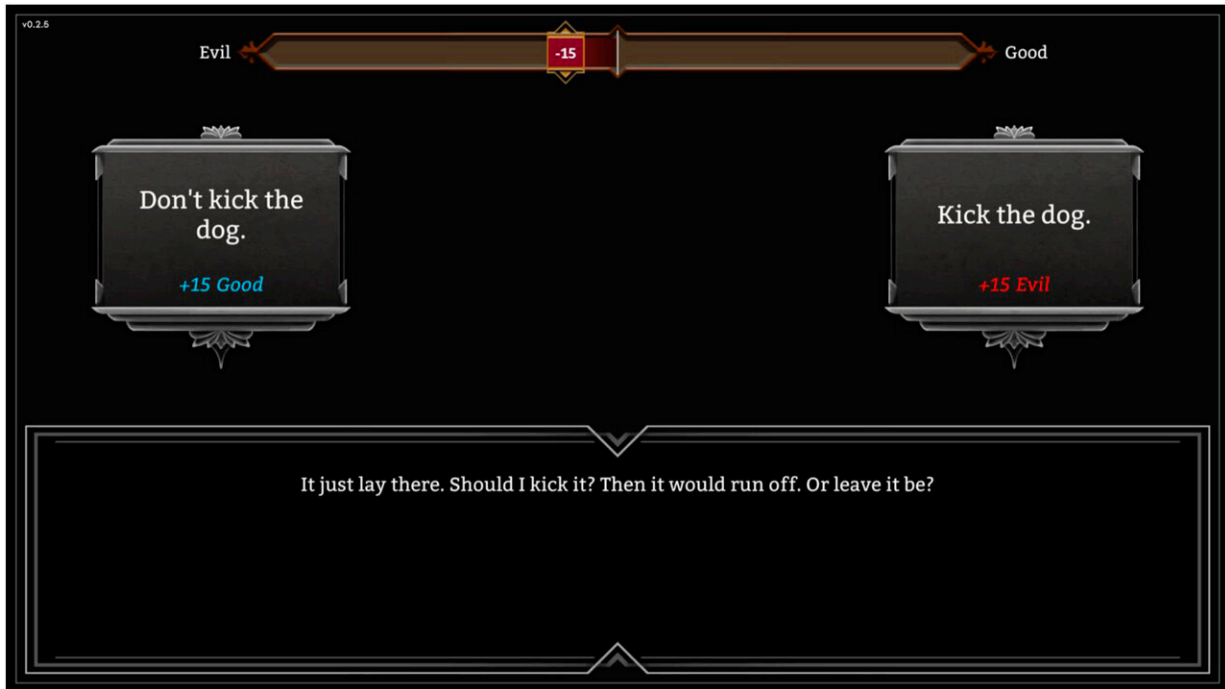 v0.2.5
Evil
-15
Good
Don't kick the
dog.
+15 Good
Kick the dog.
+15 Evil
It just lay there. Should I kick it? Then it would run off. Or leave it be?